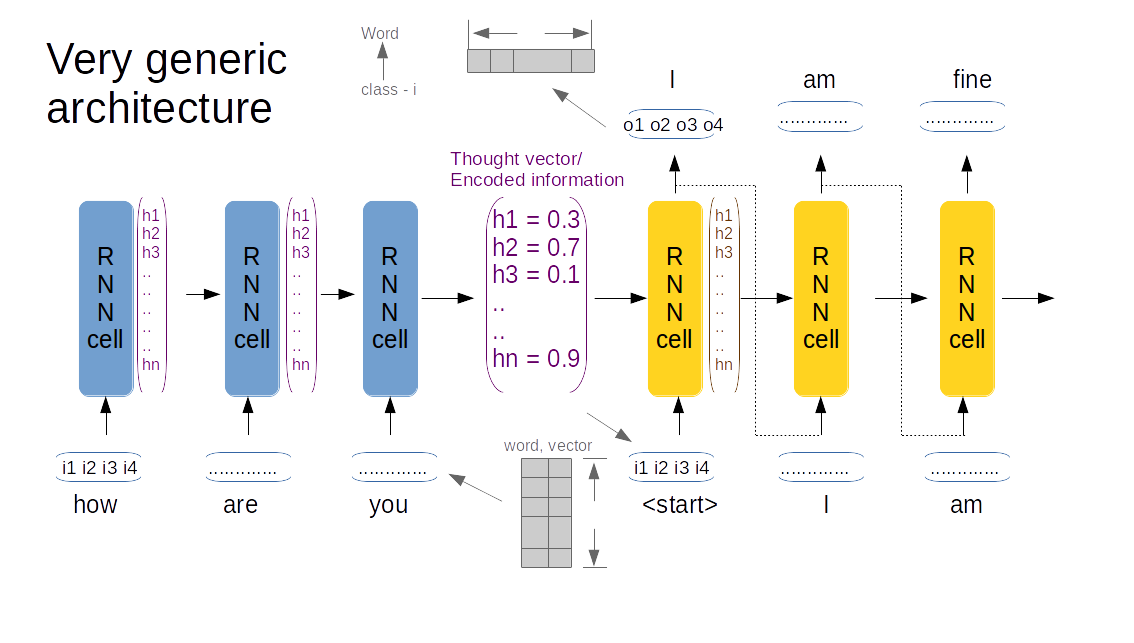 Very generic
architecture
Word
class - i
I
am
fine
o1 o2 o3 o4
.............
.............
Thought vector/
Encoded information
R
N
N
cell
h1
h2
h3
..
..
..
..
..
hn
R
N
N
cell
h1
h2
h3
..
..
..
..
..
hn
R
N
N
cell
h1 = 0.3
h2 = 0.7
h3 = 0.1
..
..
hn = 0.9
R
N
N
cell
h1
h2
h3
..
..
..
..
..
hn
R
N
N
cell
R
N
N
cell
word, vector
i1 i2 i3 i4
.............
.............
i1 i2 i3 i4
.............
.............
how
are
you
<start>
I
am